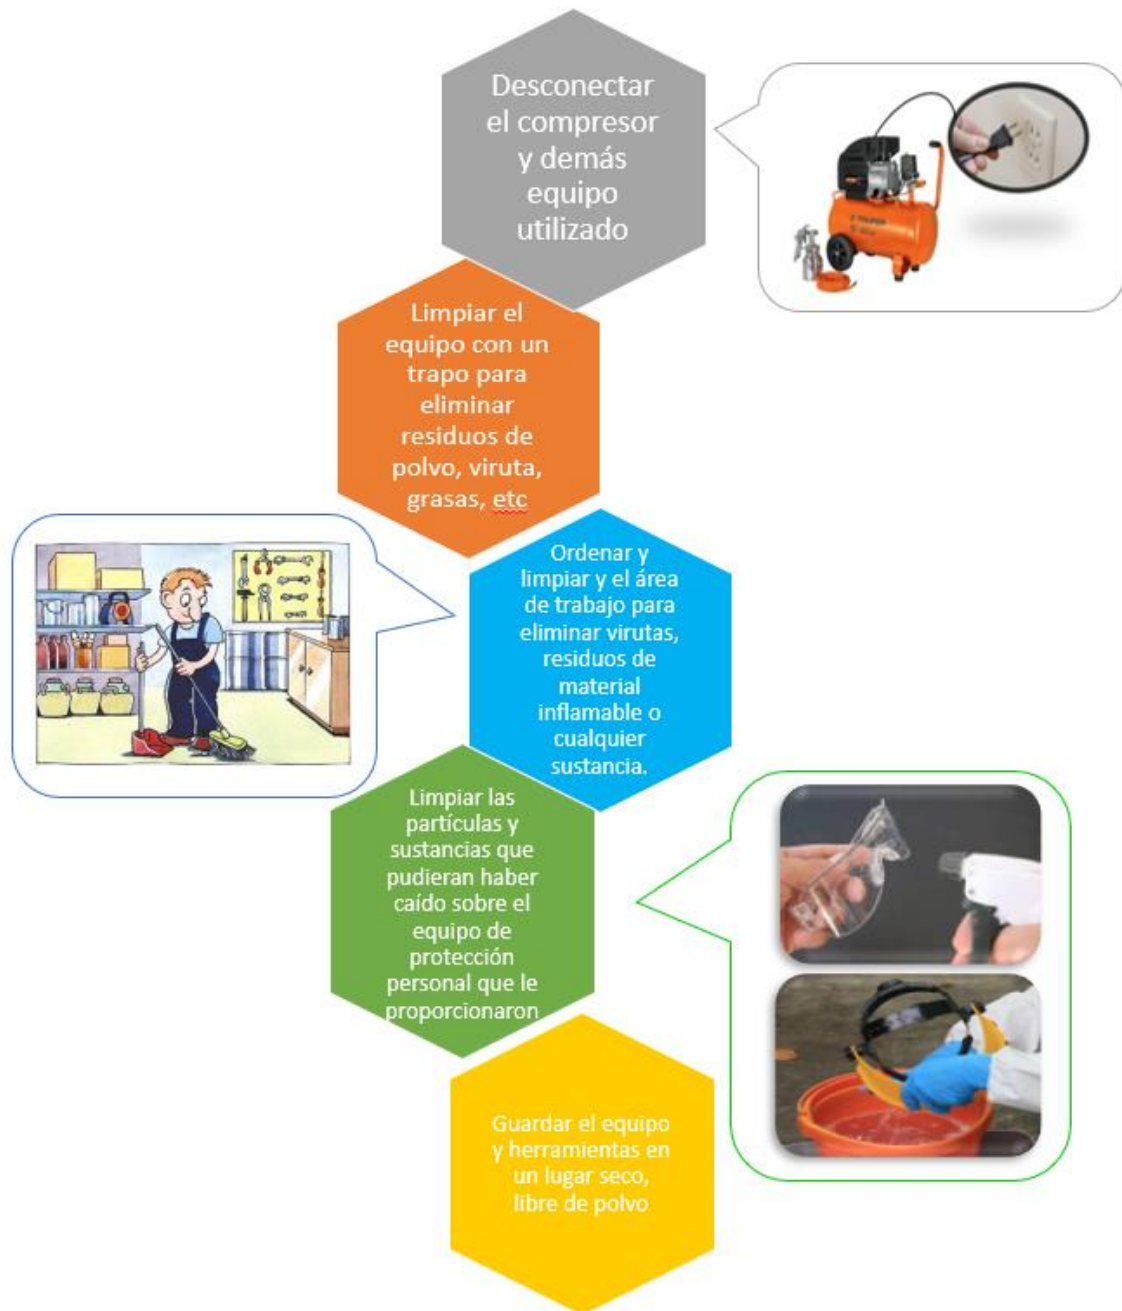 Desconectar
el compresor
y demás
equipo
utilizado
Limpiar el
equipo con un
trapo para
eliminar
residuos de
polvo, viruta,
grasas, etc
Ordenar y
limpiar y el área
de trabajo para
eliminar virutas,
residuos de
material
inflamable o
cualquier
sustancia.
Limpiar las
partículas y
sustancias que
pudieran haber
caído sobre el
equipo de
protección
personal que le
proporcionaron
Guardar el equipo
y herramientas en
un lugar seco,
libre de polvo